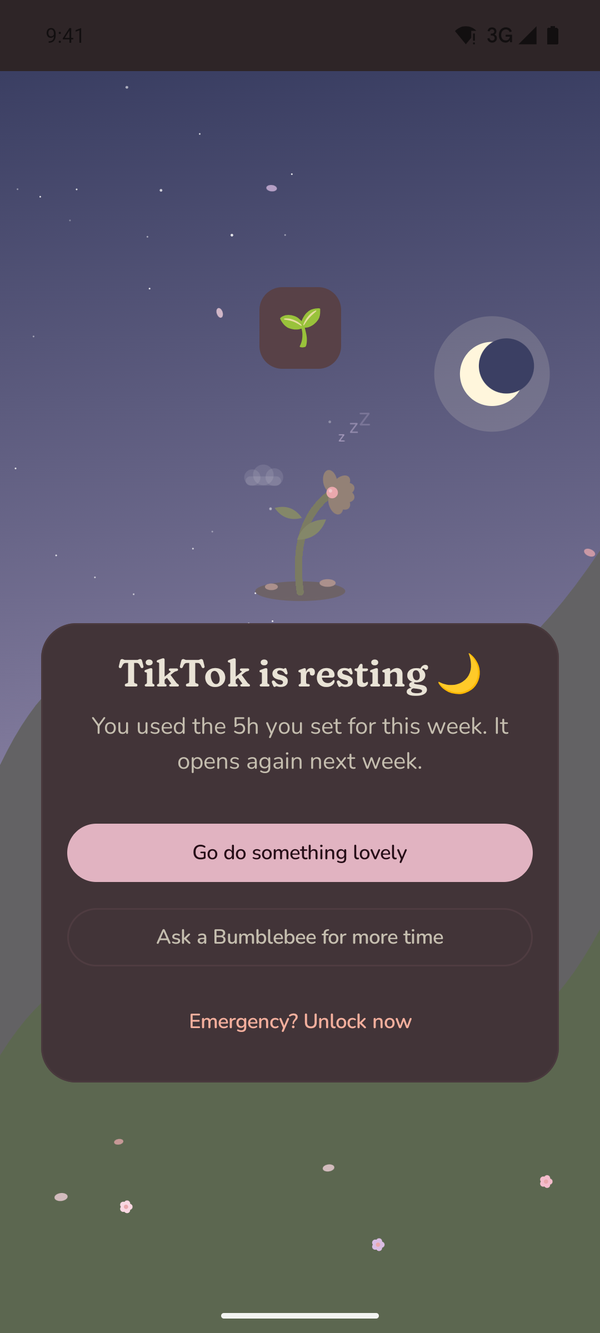 9:41
3G
z z Z
TikTok is resting 🌙
You used the 5h you set for this week. It
opens again next week.
Go do something lovely
Ask a Bumblebee for more time
Emergency? Unlock now